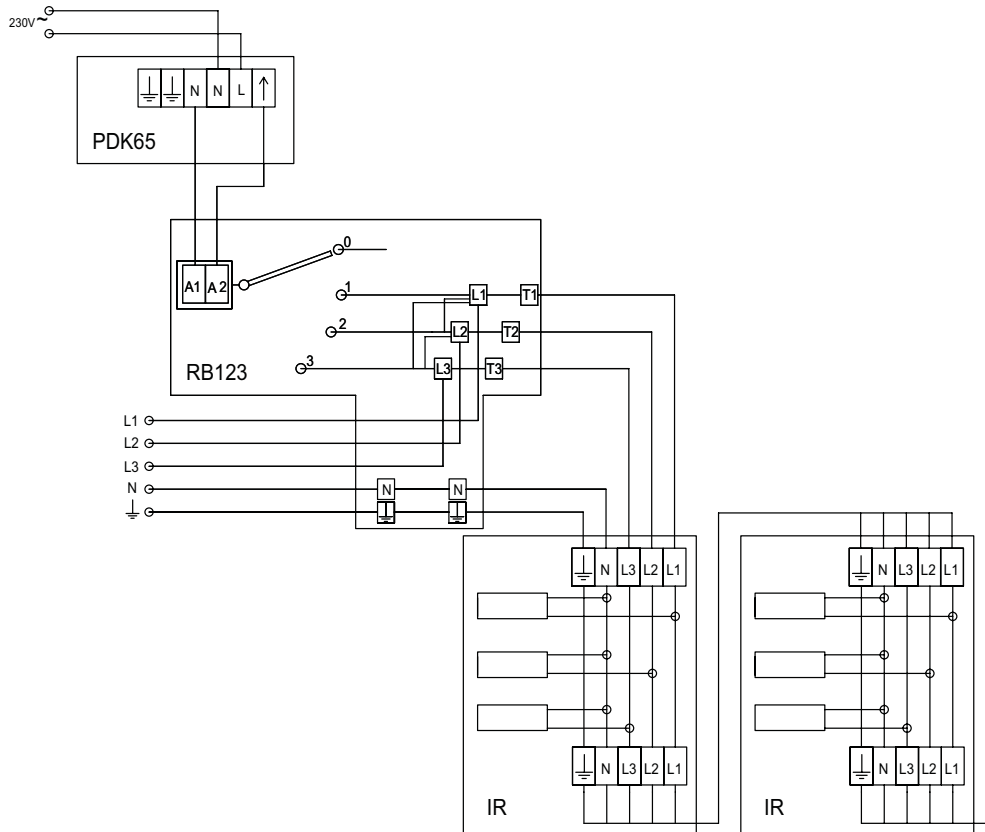 230V~
N N L ↑
PDK65
0
A1 A2
1 L1 T1
2 L2 T2
3 L3 T3
RB123
L1
L2
L3
N N N
N L3 L2 L1 N L3 L2 L1
N L3 L2 L1 N L3 L2 L1
IR IR